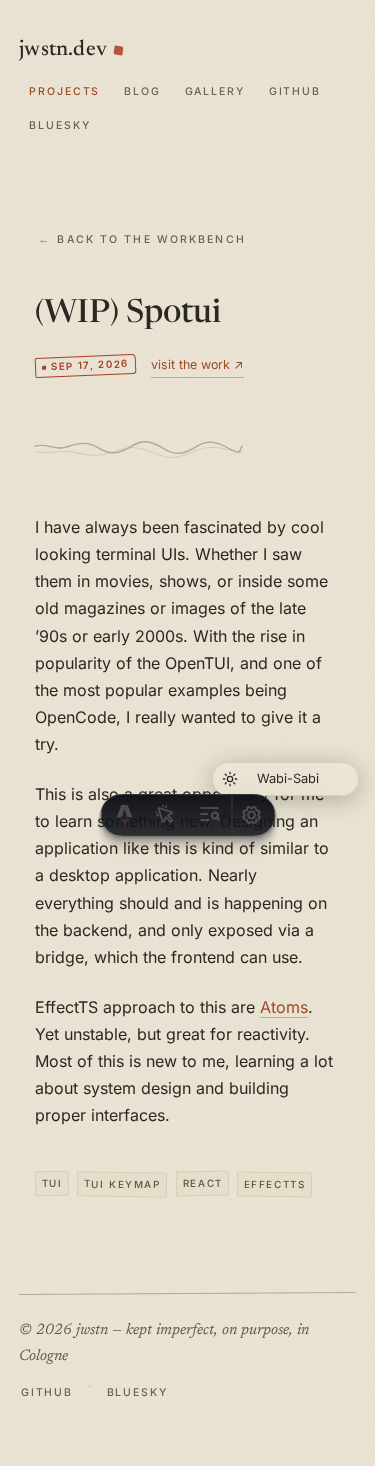 jwstn.dev
PROJECTS BLOG GALLERY GITHUB
BLUESKY
← BACK TO THE WORKBENCH
(WIP) Spotui
SEP 17, 2026 visit the work ↗
I have always been fascinated by cool
looking terminal UIs. Whether I saw
them in movies, shows, or inside some
old magazines or images of the late
’90s or early 2000s. With the rise in
popularity of the OpenTUI, and one of
the most popular examples being
OpenCode, I really wanted to give it a
try.
Wabi-Sabi
This is also a great for me
to learn something new. Designing an
application like this is kind of similar to
a desktop application. Nearly
everything should and is happening on
the backend, and only exposed via a
bridge, which the frontend can use.
EffectTS approach to this are Atoms.
Yet unstable, but great for reactivity.
Most of this is new to me, learning a lot
about system design and building
proper interfaces.
TUI TUI KEYMAP REACT EFFECTTS
© 2026 jwstn — kept imperfect, on purpose, in
Cologne
GITHUB · BLUESKY